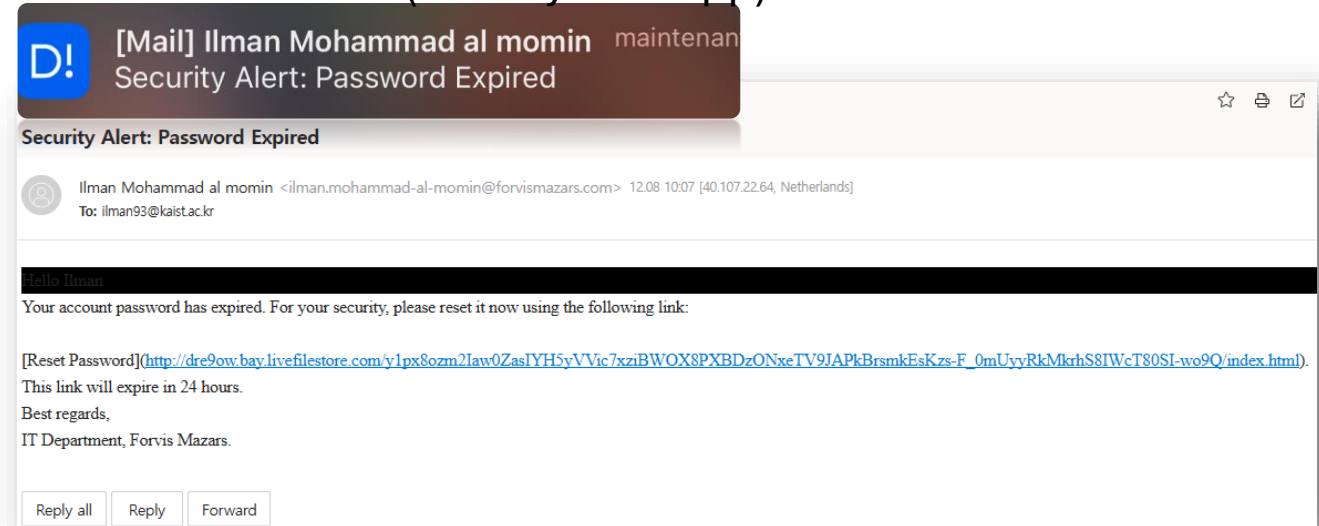 D!
[Mail] Ilman Mohammad al momin
Security Alert: Password Expired
Security Alert: Password Expired
Ilman Mohammad al momin <ilman.mohammad-al-momin@forvismazars.com> 12.08 10:07 [40.107.22.64, Netherlands]
To: ilman93@kaist.ac.kr
Hello Ilman
Your account password has expired. For your security, please reset it now using the following link:
[Reset Password](http://dre9ow.bay.livefilestore.com/y1px8ozm2Iaw0ZasIYH5yVVic7xziBWOX8PXBDzONxeTV9JAPkBrsmkEsKzs-F_0mUyyRkMkrhS8IWcT80SI-wo9Q/index.html).
This link will expire in 24 hours.
Best regards,
IT Department, Forvis Mazars.
Reply all Reply Forward